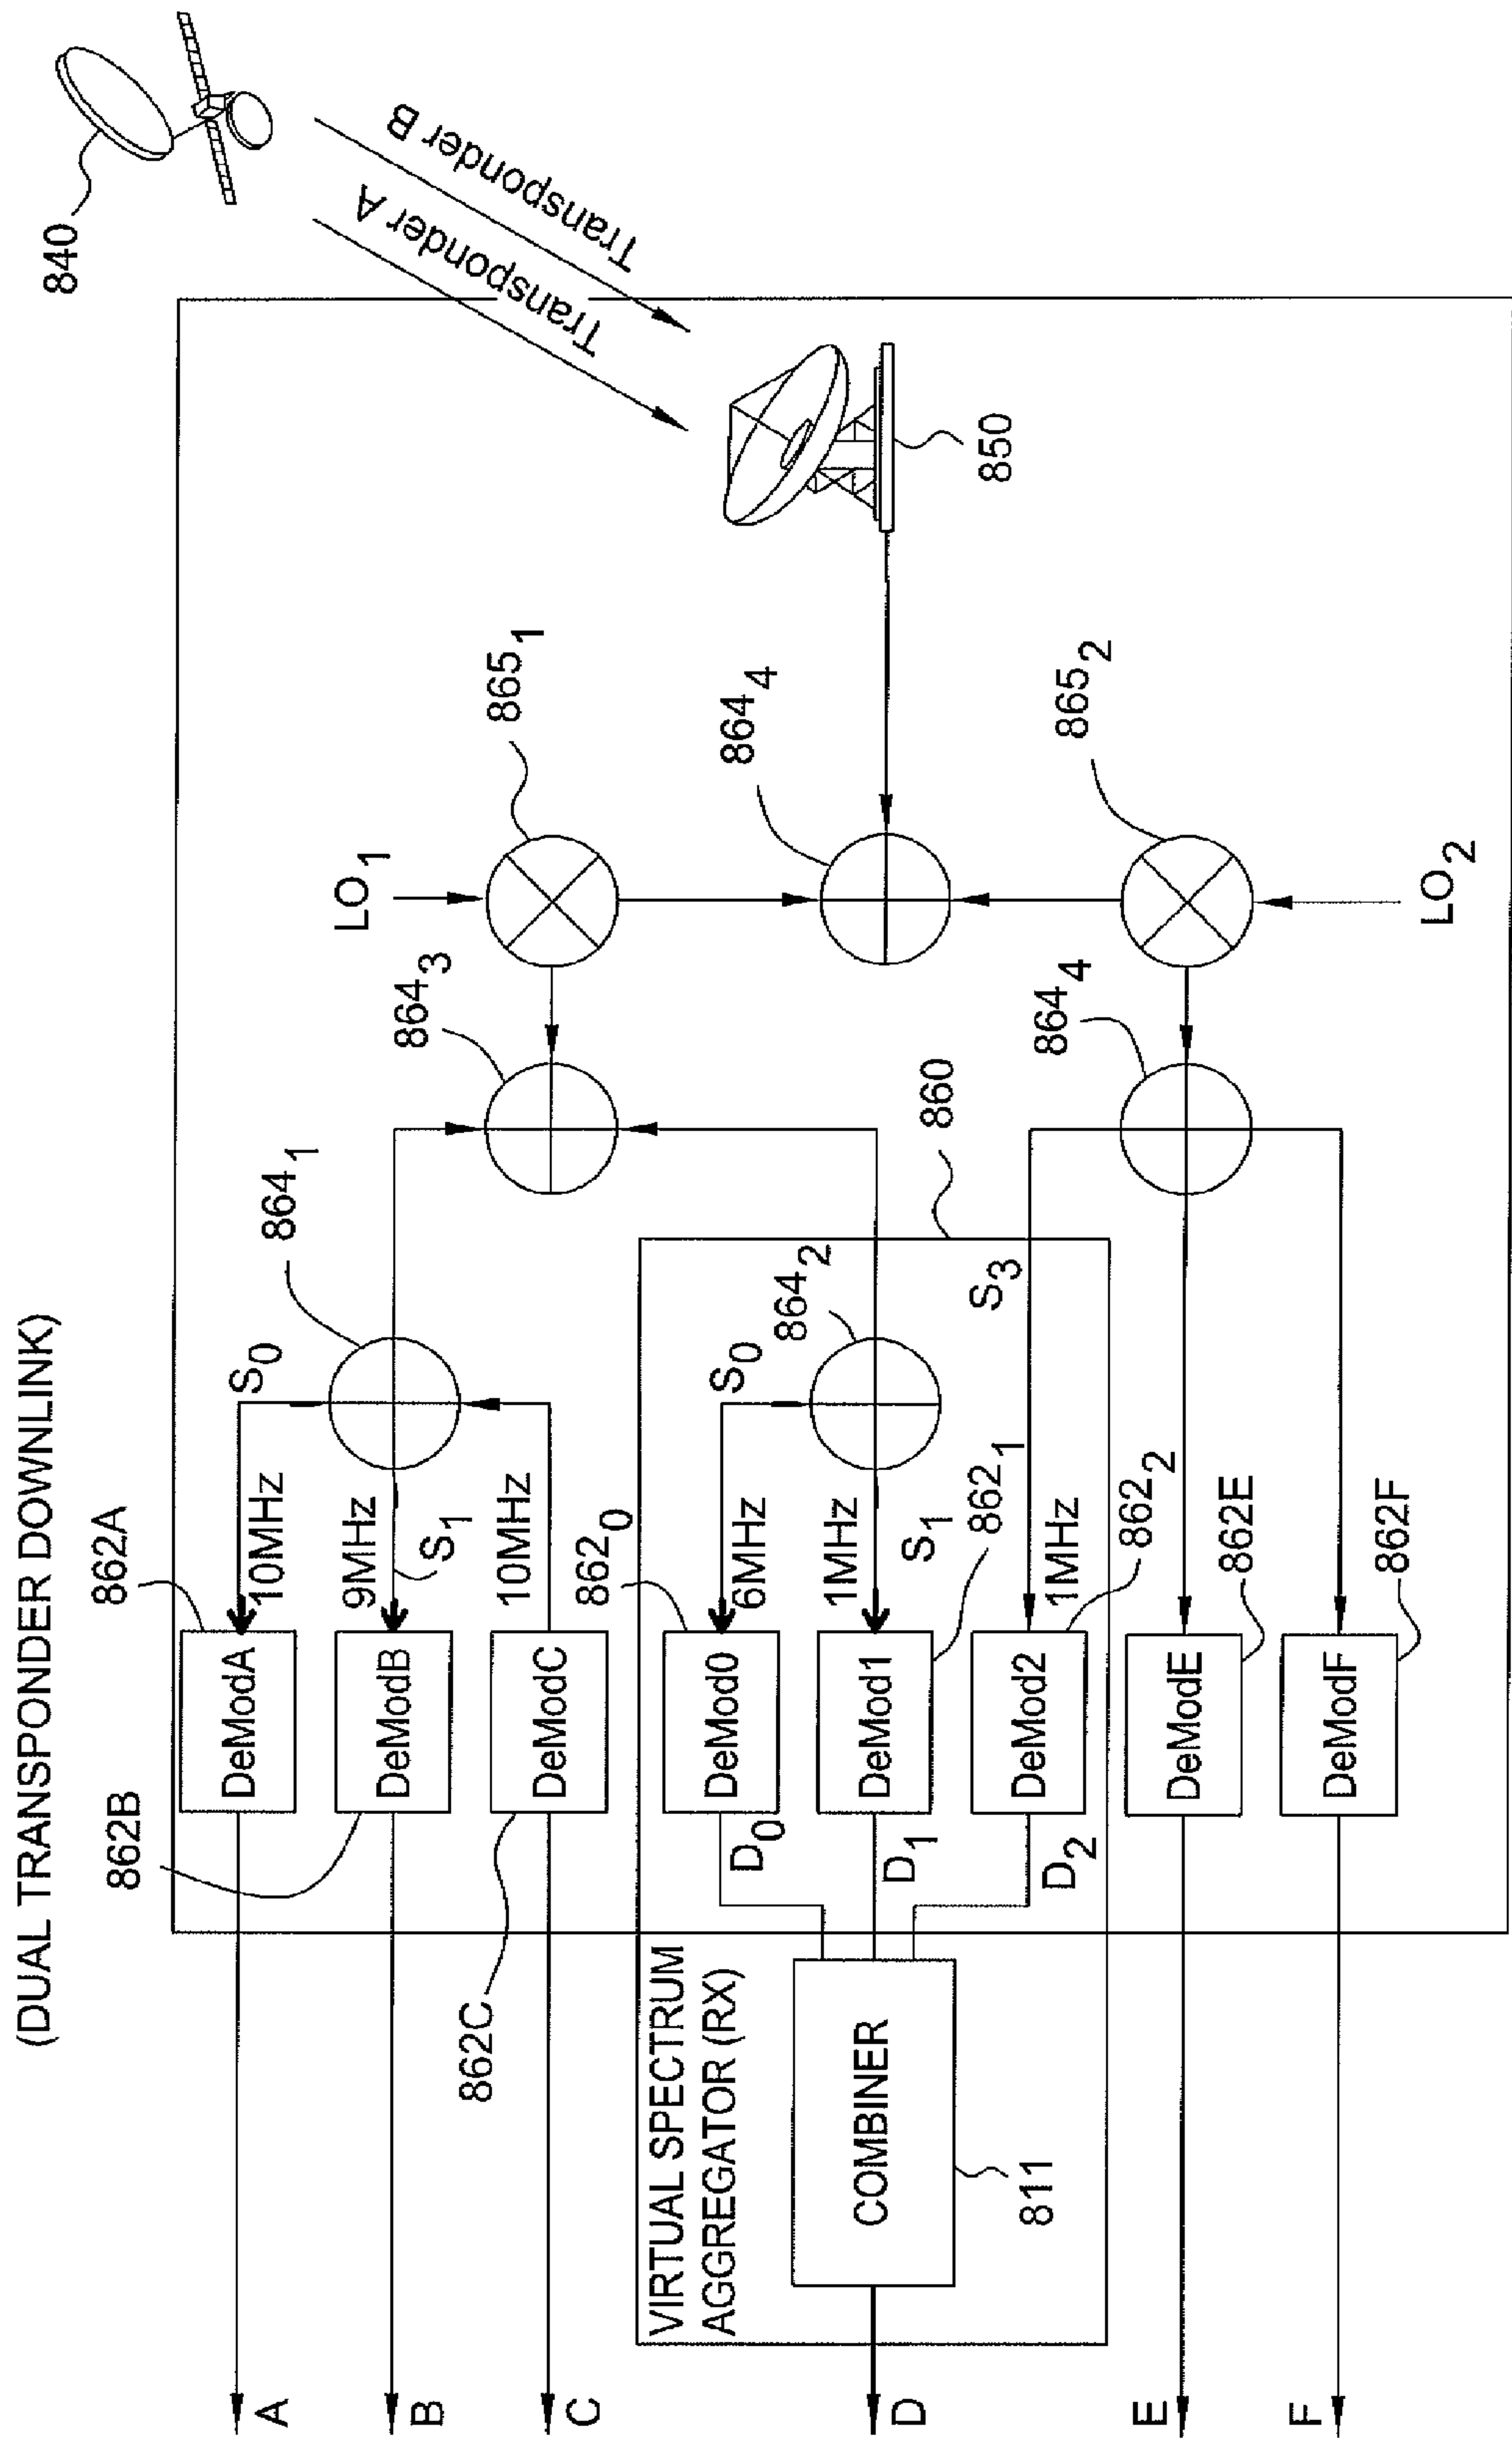 (DUAL TRANSPONDER DOWNLINK)
840
Transponder A
Transponder B
850
LO1
8651
8644
8652
LO2
8643
8644
8641
860
8642
S0
S1
S0
S1
S3
862A
10MHz
9MHz
10MHz
8620
6MHz
1MHz
8621
1MHz
8622
862E
862F
DeModA
DeModB
DeModC
DeMod0
DeMod1
DeMod2
DeModE
DeModF
862B
862C
D0
D1
D2
VIRTUAL SPECTRUM
AGGREGATOR (RX)
COMBINER
811
A
B
C
D
E
F